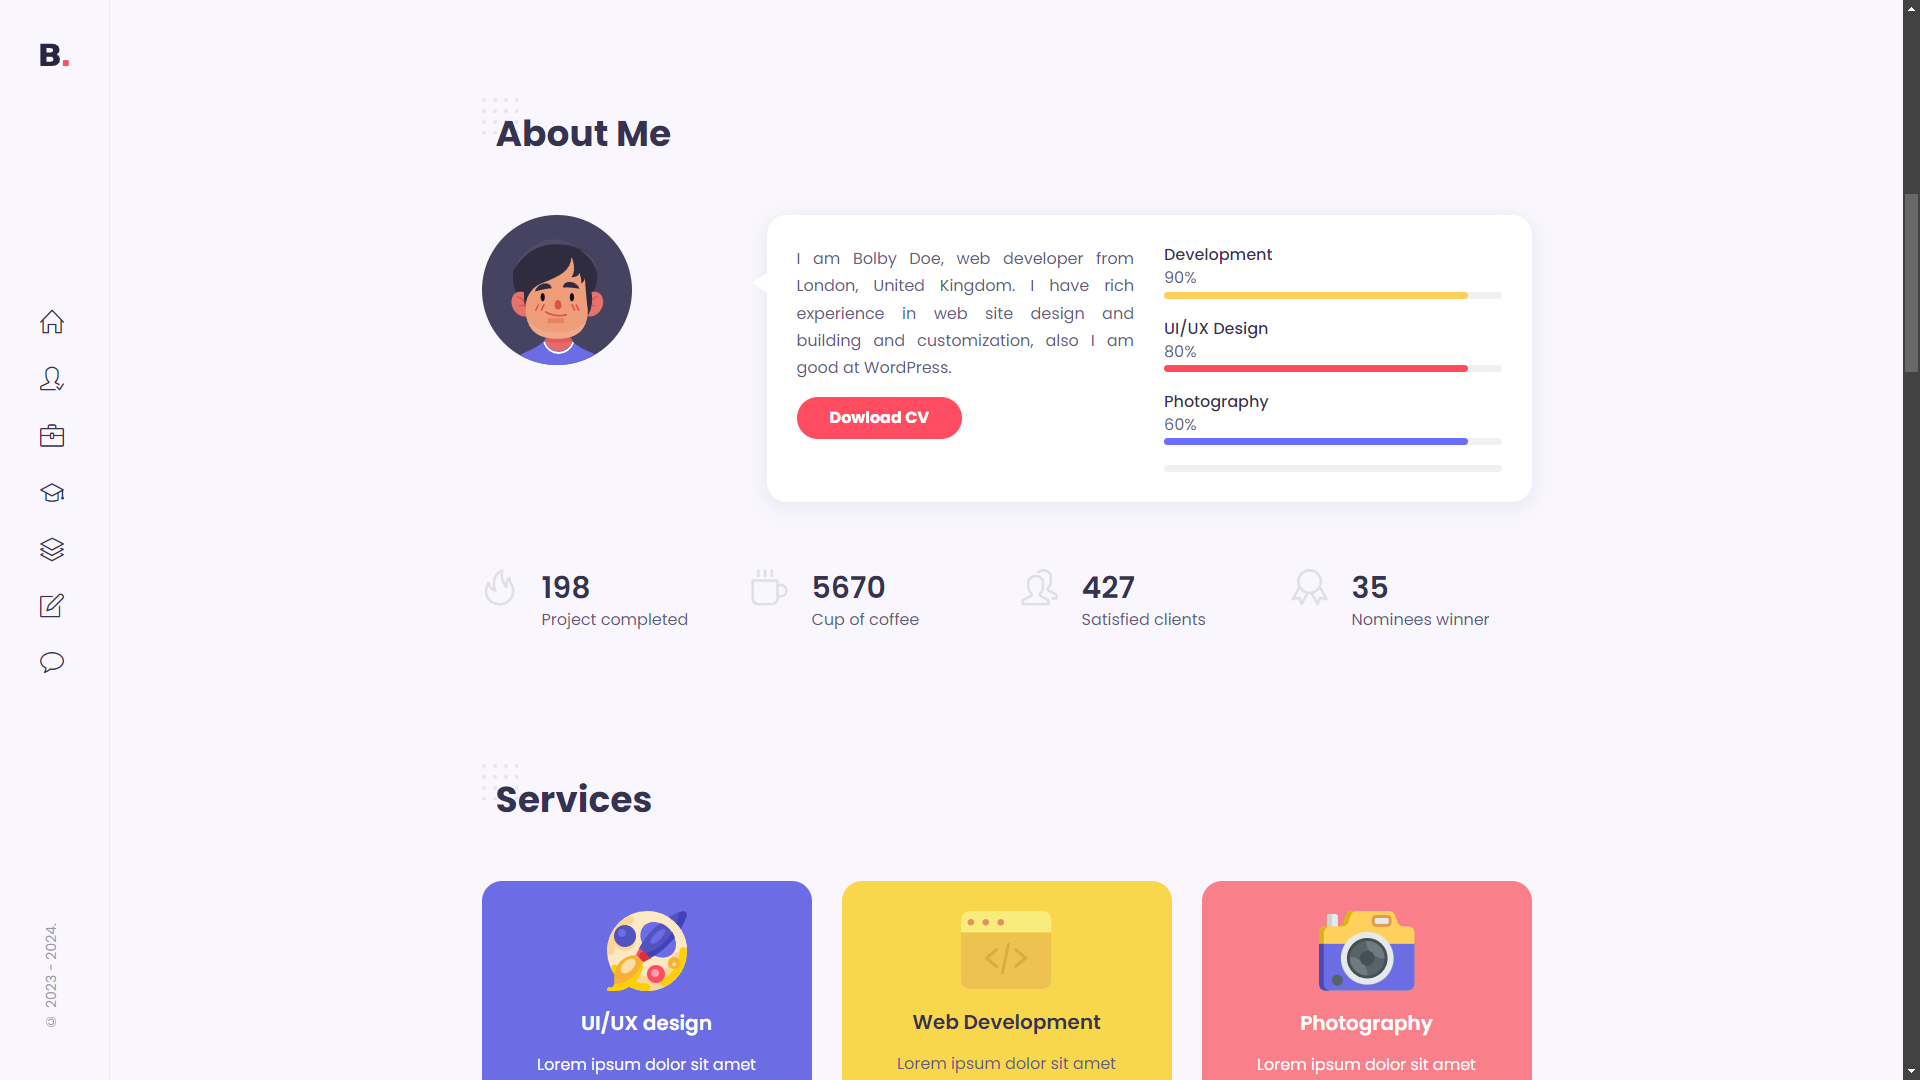 B.
About Me
I am Bolby Doe, web developer from
London, United Kingdom. I have rich
experience in web site design and
building and customization, also I am
good at WordPress.
Dowload CV
Development
90%
UI/UX Design
80%
Photography
60%
198
Project completed
5670
Cup of coffee
427
Satisfied clients
35
Nominees winner
Services
UI/UX design
Lorem ipsum dolor sit amet
</>
Web Development
Lorem ipsum dolor sit amet
Photography
Lorem ipsum dolor sit amet
© 2023 - 2024.